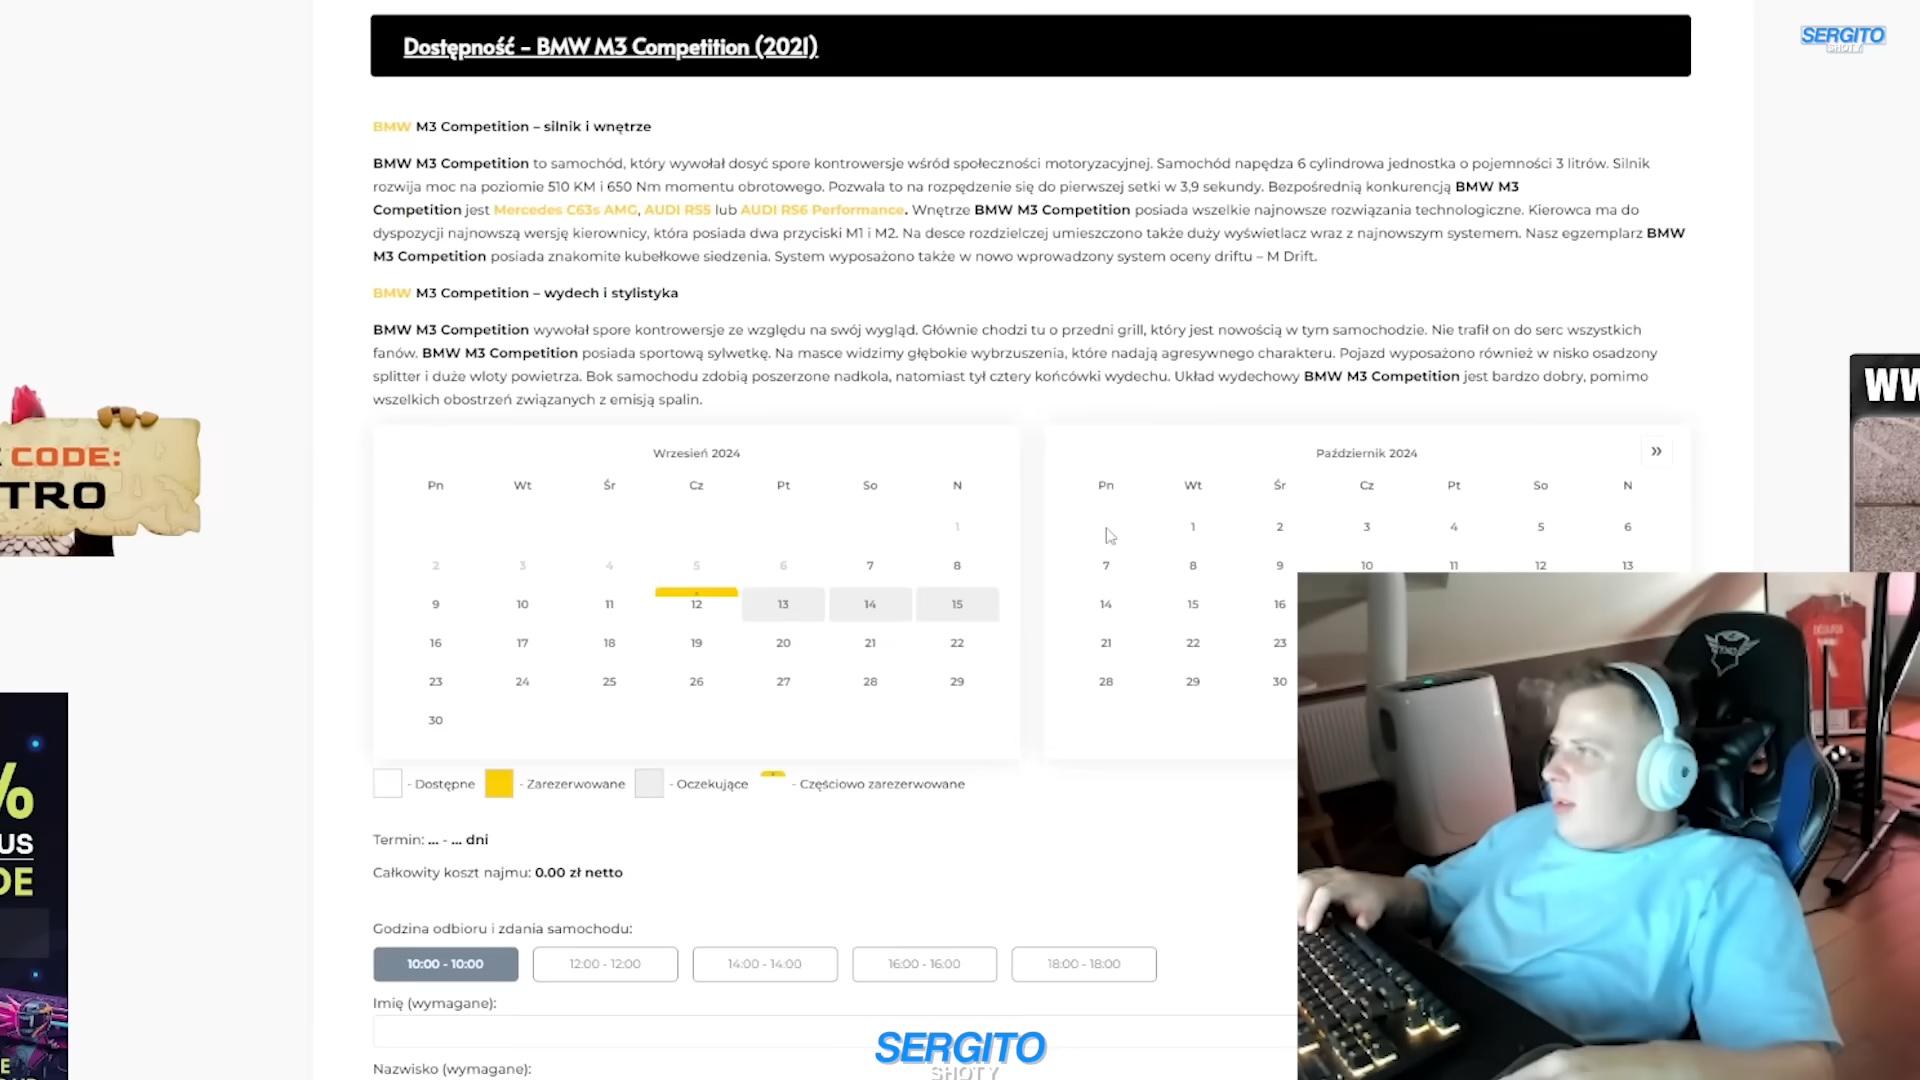 Dostępność - BMW M3 Competition (2021)
SERGITO
SHOTY
BMW M3 Competition – silnik i wnętrze
BMW M3 Competition to samochód, który wywołał dosyć spore kontrowersje wśród społeczności motoryzacyjnej. Samochód napędza 6 cylindrowa jednostka o pojemności 3 litrów. Silnik
rozwija moc na poziomie 510 KM i 650 Nm momentu obrotowego. Pozwala to na rozpędzenie się do pierwszej setki w 3,9 sekundy. Bezpośrednią konkurencją BMW M3
Competition jest Mercedes C63s AMG, AUDI RS5 lub AUDI RS6 Performance. Wnętrze BMW M3 Competition posiada wszelkie najnowsze rozwiązania technologiczne. Kierowca ma do
dyspozycji najnowszą wersję kierownicy, która posiada dwa przyciski M1 i M2. Na desce rozdzielczej umieszczono także duży wyświetlacz wraz z najnowszym systemem. Nasz egzemplarz BMW
M3 Competition posiada znakomite kubełkowe siedzenia. System wyposażono także w nowo wprowadzony system oceny driftu – M Drift.
BMW M3 Competition – wydech i stylistyka
BMW M3 Competition wywołał spore kontrowersje ze względu na swój wygląd. Głównie chodzi tu o przedni grill, który jest nowością w tym samochodzie. Nie trafił on do serc wszystkich
fanów. BMW M3 Competition posiada sportową sylwetkę. Na masce widzimy głębokie wybrzuszenia, które nadają agresywnego charakteru. Pojazd wyposażono również w nisko osadzony
splitter i duże wloty powietrza. Bok samochodu zdobią poszerzone nadkola, natomiast tył cztery końcówki wydechu. Układ wydechowy BMW M3 Competition jest bardzo dobry, pomimo
wszelkich obostrzeń związanych z emisją spalin.
CODE:
TRO
WW
Wrzesień 2024
Pn Wt Śr Cz Pt So N
1
2 3 4 5 6 7 8
9 10 11 12 13 14 15
16 17 18 19 20 21 22
23 24 25 26 27 28 29
30
Październik 2024 »
Pn Wt Śr Cz Pt So N
1 2 3 4 5 6
7 8 9 10 11 12 13
14 15 16
21 22 23
28 29 30
- Dostępne - Zarezerwowane - Oczekujące - Częściowo zarezerwowane
%
US
DE
Termin: ... - ... dni
Całkowity koszt najmu: 0.00 zł netto
Godzina odbioru i zdania samochodu:
10:00 - 10:00 12:00 - 12:00 14:00 - 14:00 16:00 - 16:00 18:00 - 18:00
Imię (wymagane):
SERGITO
SHOTY
Nazwisko (wymagane):